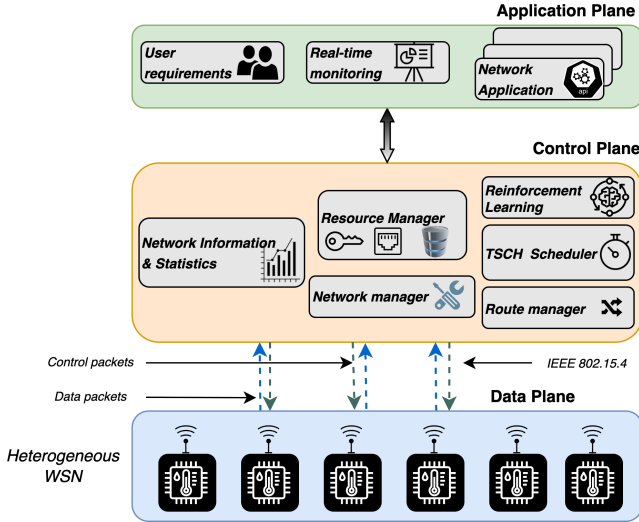 Application Plane
User
requirements
Real-time
monitoring
Network
Application
api
Control Plane
Network Information
& Statistics
Resource Manager
Network manager
Reinforcement
Learning
TSCH Scheduler
Route manager
Control packets
IEEE 802.15.4
Data packets
Data Plane
Heterogeneous
WSN